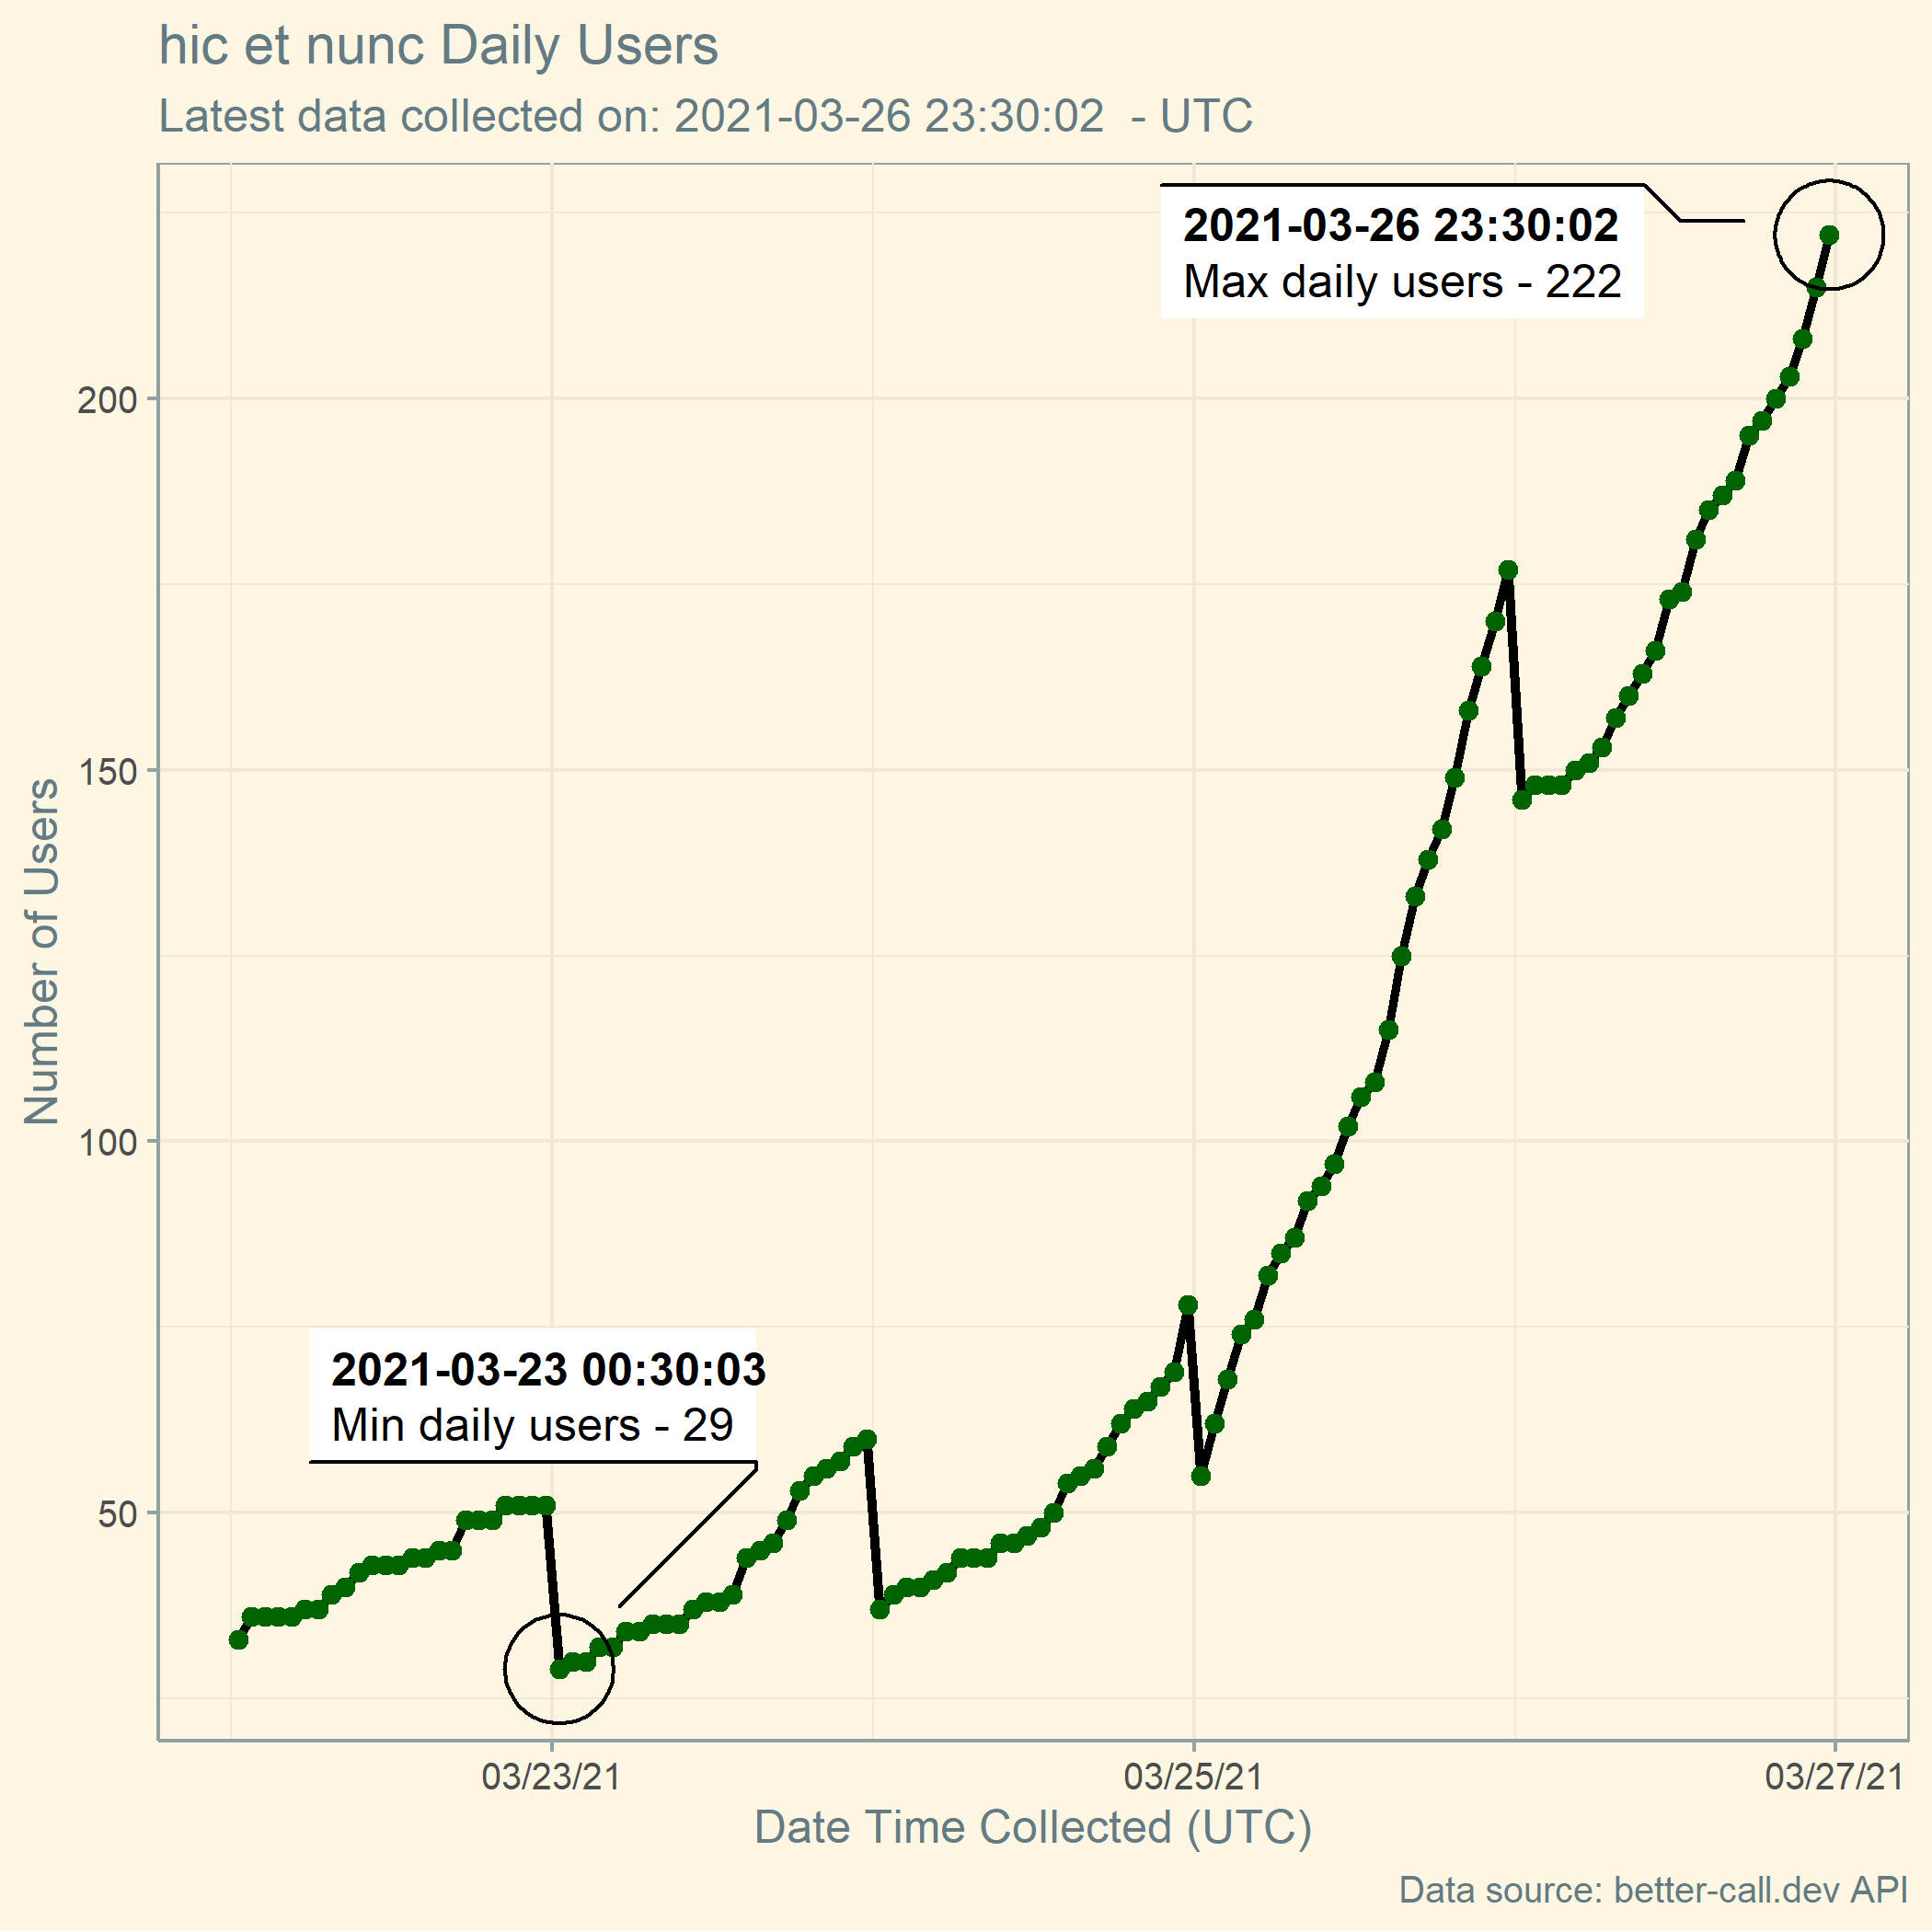 hic et nunc Daily Users
Latest data collected on: 2021-03-26 23:30:02  - UTC
2021-03-26 23:30:02
Max daily users - 222
200
150
100
50
Number of Users
2021-03-23 00:30:03
Min daily users - 29
03/23/21
03/25/21
03/27/21
Date Time Collected (UTC)
Data source: better-call.dev API